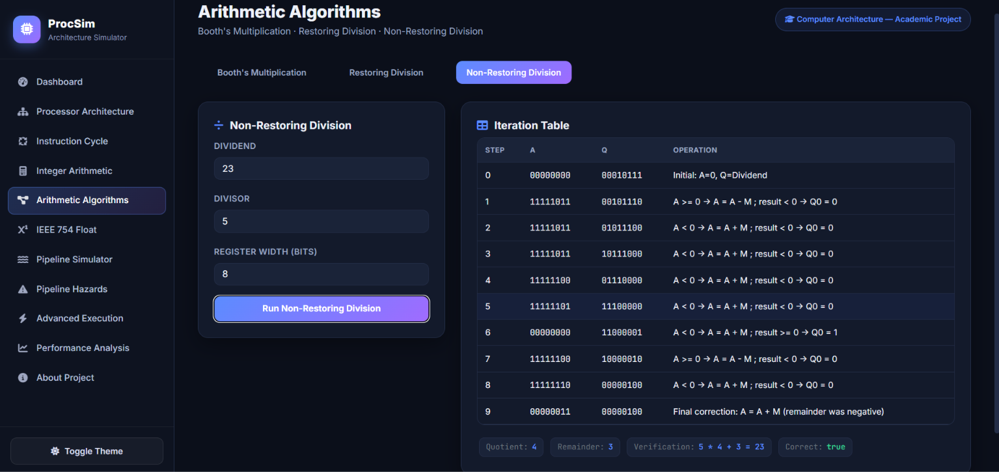 ProcSim
Architecture Simulator
Dashboard
Processor Architecture
Instruction Cycle
Integer Arithmetic
Arithmetic Algorithms
IEEE 754 Float
Pipeline Simulator
Pipeline Hazards
Advanced Execution
Performance Analysis
About Project
Toggle Theme
Arithmetic Algorithms
Booth's Multiplication · Restoring Division · Non-Restoring Division
Computer Architecture — Academic Project
Booth's Multiplication Restoring Division Non-Restoring Division
Non-Restoring Division
DIVIDEND
23
DIVISOR
5
REGISTER WIDTH (BITS)
8
Run Non-Restoring Division
Iteration Table
STEP A Q OPERATION
0 00000000 00010111 Initial: A=0, Q=Dividend
1 11111011 00101110 A >= 0 → A = A - M ; result < 0 → Q0 = 0
2 11111011 01011100 A < 0 → A = A + M ; result < 0 → Q0 = 0
3 11111011 10111000 A < 0 → A = A + M ; result < 0 → Q0 = 0
4 11111100 01110000 A < 0 → A = A + M ; result < 0 → Q0 = 0
5 11111101 11100000 A < 0 → A = A + M ; result < 0 → Q0 = 0
6 00000000 11000001 A < 0 → A = A + M ; result >= 0 → Q0 = 1
7 11111100 10000010 A >= 0 → A = A - M ; result < 0 → Q0 = 0
8 11111110 00000100 A < 0 → A = A + M ; result < 0 → Q0 = 0
9 00000011 00000100 Final correction: A = A + M (remainder was negative)
Quotient: 4 Remainder: 3 Verification: 5 * 4 + 3 = 23 Correct: true